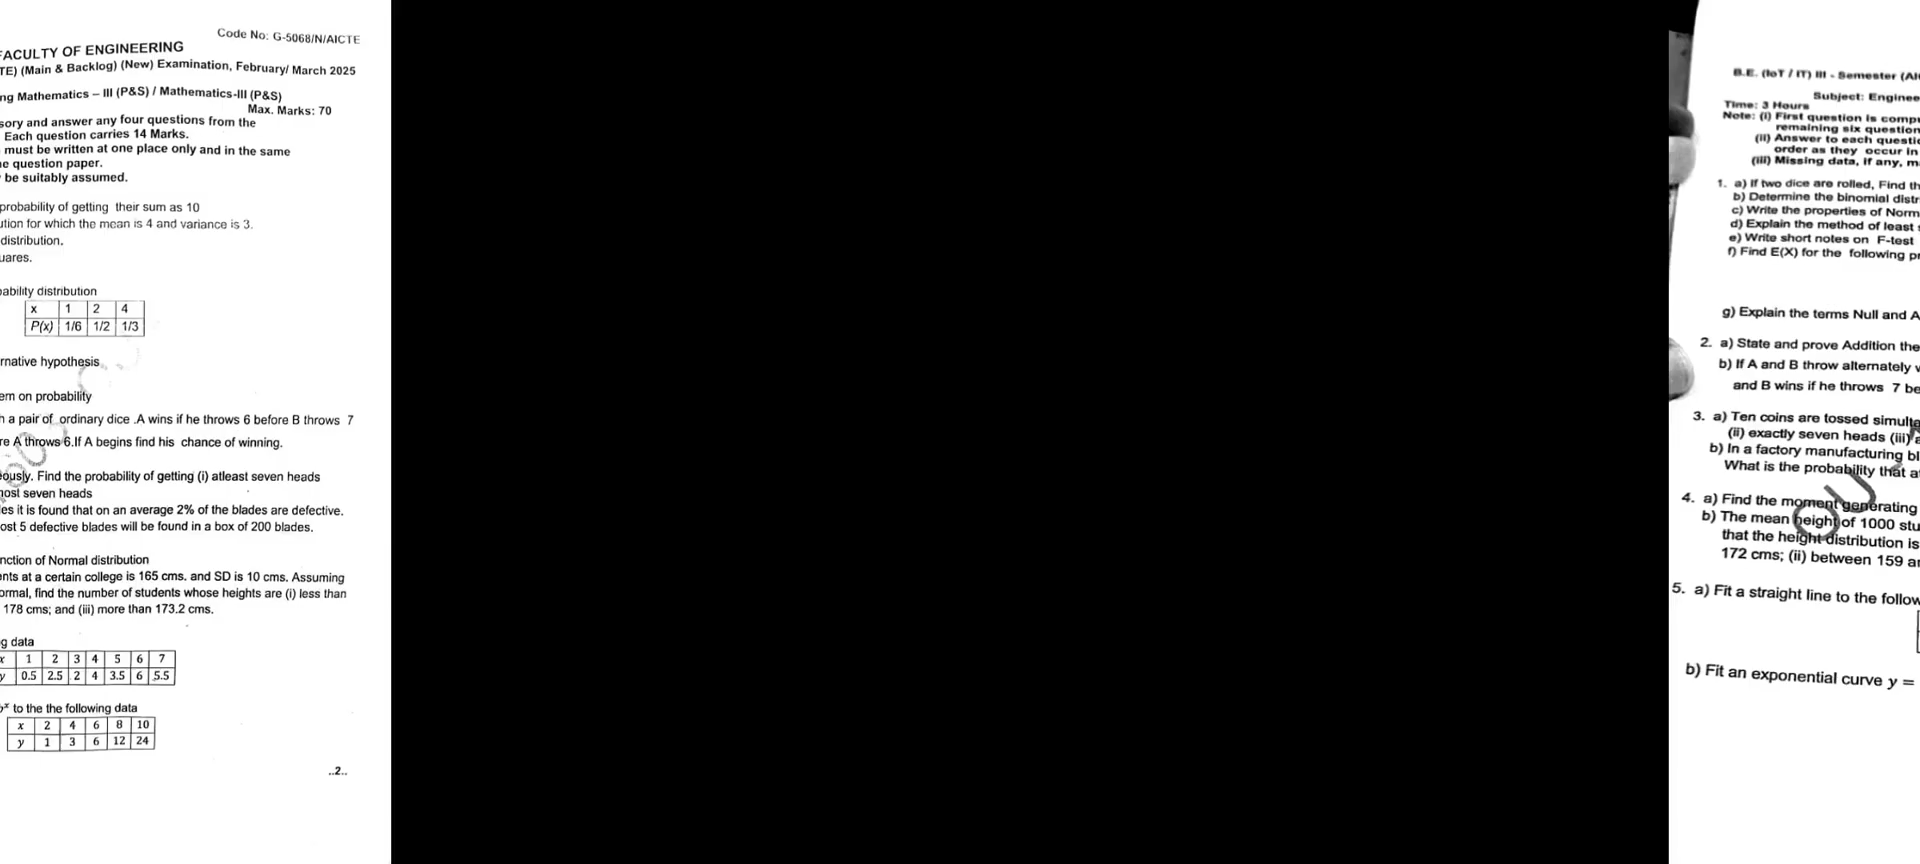 Code No: G-5068/N/AICTE
FACULTY OF ENGINEERING
TE) (Main & Backlog) (New) Examination, February/ March 2025
ng Mathematics – III (P&S) / Mathematics-III (P&S)
Max. Marks: 70
sory and answer any four questions from the
Each question carries 14 Marks.
must be written at one place only and in the same
e question paper.
be suitably assumed.
probability of getting their sum as 10
ution for which the mean is 4 and variance is 3.
distribution.
uares.
ability distribution
x 1 2 4
P(x) 1/6 1/2 1/3
rnative hypothesis
em on probability
h a pair of ordinary dice .A wins if he throws 6 before B throws 7
re A throws 6.If A begins find his chance of winning.
ously. Find the probability of getting (i) atleast seven heads
nost seven heads
es it is found that on an average 2% of the blades are defective.
ost 5 defective blades will be found in a box of 200 blades.
nction of Normal distribution
ents at a certain college is 165 cms. and SD is 10 cms. Assuming
ormal, find the number of students whose heights are (i) less than
178 cms; and (iii) more than 173.2 cms.
g data
x 1 2 3 4 5 6 7
y 0.5 2.5 2 4 3.5 6 5.5
bˣ to the the following data
x 2 4 6 8 10
y 1 3 6 12 24
..2..
B.E. (IoT / IT) III - Semester (AI
Subject: Enginee
Time: 3 Hours
Note: (i) First question is comp
remaining six question
(ii) Answer to each questi
order as they occur in
(iii) Missing data, if any, m
1. a) If two dice are rolled, Find th
b) Determine the binomial distr
c) Write the properties of Norm
d) Explain the method of least s
e) Write short notes on F-test
f) Find E(X) for the following pr
g) Explain the terms Null and A
2. a) State and prove Addition the
b) If A and B throw alternately w
and B wins if he throws 7 be
3. a) Ten coins are tossed simulte
(ii) exactly seven heads (iii) a
b) In a factory manufacturing bl
What is the probability that a
4. a) Find the moment generating
b) The mean height of 1000 stu
that the height distribution is
172 cms; (ii) between 159 a
5. a) Fit a straight line to the follow
b) Fit an exponential curve y =